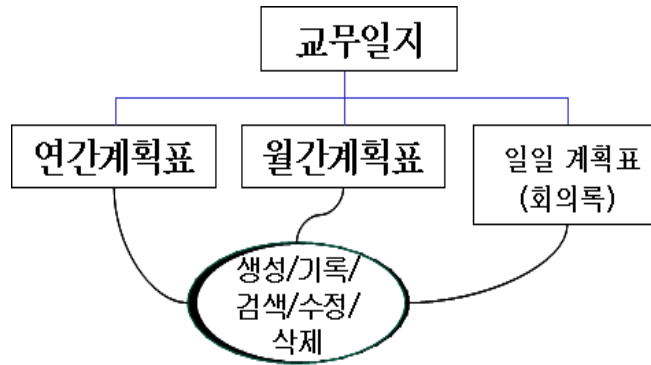 교무일지
연간계획표
월간계획표
일일 계획표
(회의록)
생성/기록/
검색/수정/
삭제